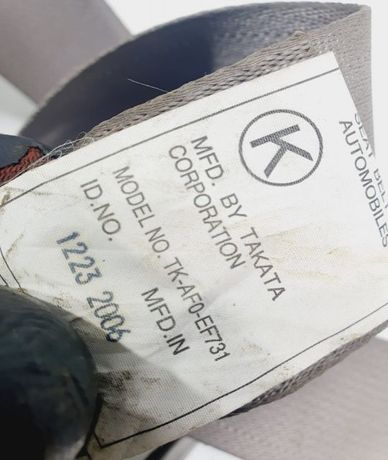 SEAT BELT
AUTOMOBILES
K
MFD. BY TAKATA
CORPORATION
MODEL NO. TK-AF0-EF731
MFD.IN
ID.NO.
1223 2006